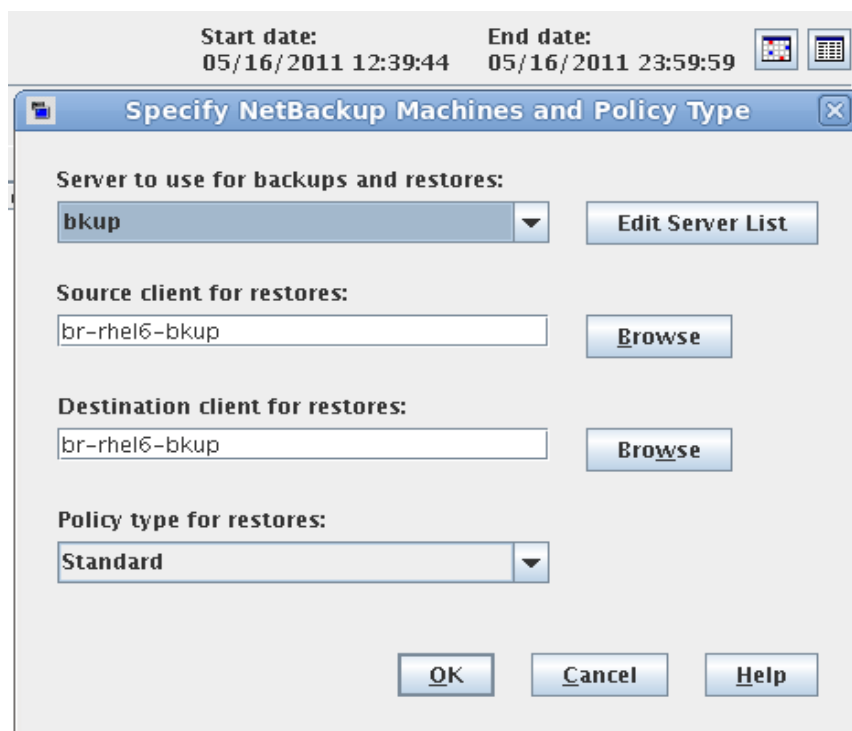 Start date: End date:
05/16/2011 12:39:44 05/16/2011 23:59:59
Specify NetBackup Machines and Policy Type
Server to use for backups and restores:
bkup Edit Server List
Source client for restores:
br-rhel6-bkup Browse
Destination client for restores:
br-rhel6-bkup Browse
Policy type for restores:
Standard
OK Cancel Help